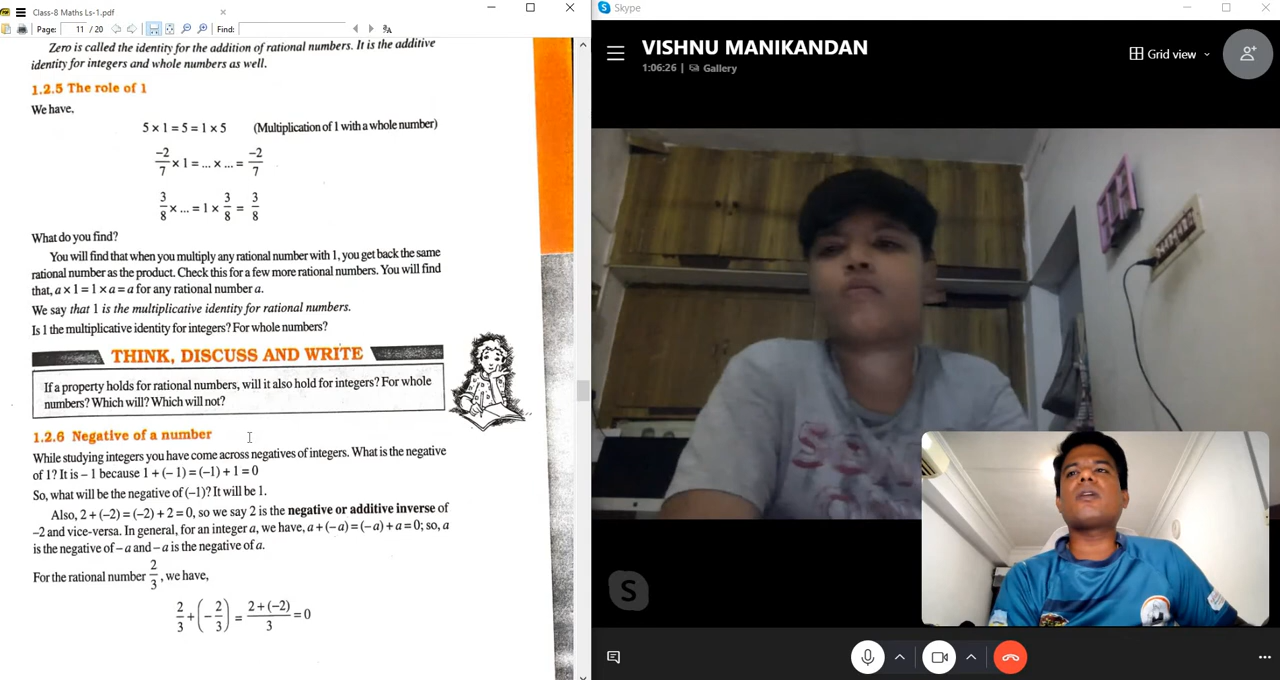 Class-8 Maths Ls-1.pdf
Page: 11 / 20 Find:
Zero is called the identity for the addition of rational numbers. It is the additive
identity for integers and whole numbers as well.
1.2.5 The role of 1
We have,
5 × 1 = 5 = 1 × 5 (Multiplication of 1 with a whole number)
-2/7 × 1 = ... × ... = -2/7
3/8 × ... = 1 × 3/8 = 3/8
What do you find?
You will find that when you multiply any rational number with 1, you get back the same
rational number as the product. Check this for a few more rational numbers. You will find
that, a × 1 = 1 × a = a for any rational number a.
We say that 1 is the multiplicative identity for rational numbers.
Is 1 the multiplicative identity for integers? For whole numbers?
THINK, DISCUSS AND WRITE
If a property holds for rational numbers, will it also hold for integers? For whole
numbers? Which will? Which will not?
1.2.6 Negative of a number
While studying integers you have come across negatives of integers. What is the negative
of 1? It is – 1 because 1 + (– 1) = (–1) + 1 = 0
So, what will be the negative of (–1)? It will be 1.
Also, 2 + (–2) = (–2) + 2 = 0, so we say 2 is the negative or additive inverse of
–2 and vice-versa. In general, for an integer a, we have, a + (– a) = (– a) + a = 0; so, a
is the negative of – a and – a is the negative of a.
For the rational number 2/3, we have,
2/3 + (-2/3) = 2 + (-2)/3 = 0
Skype
VISHNU MANIKANDAN
1:06:26 | Gallery
Grid view